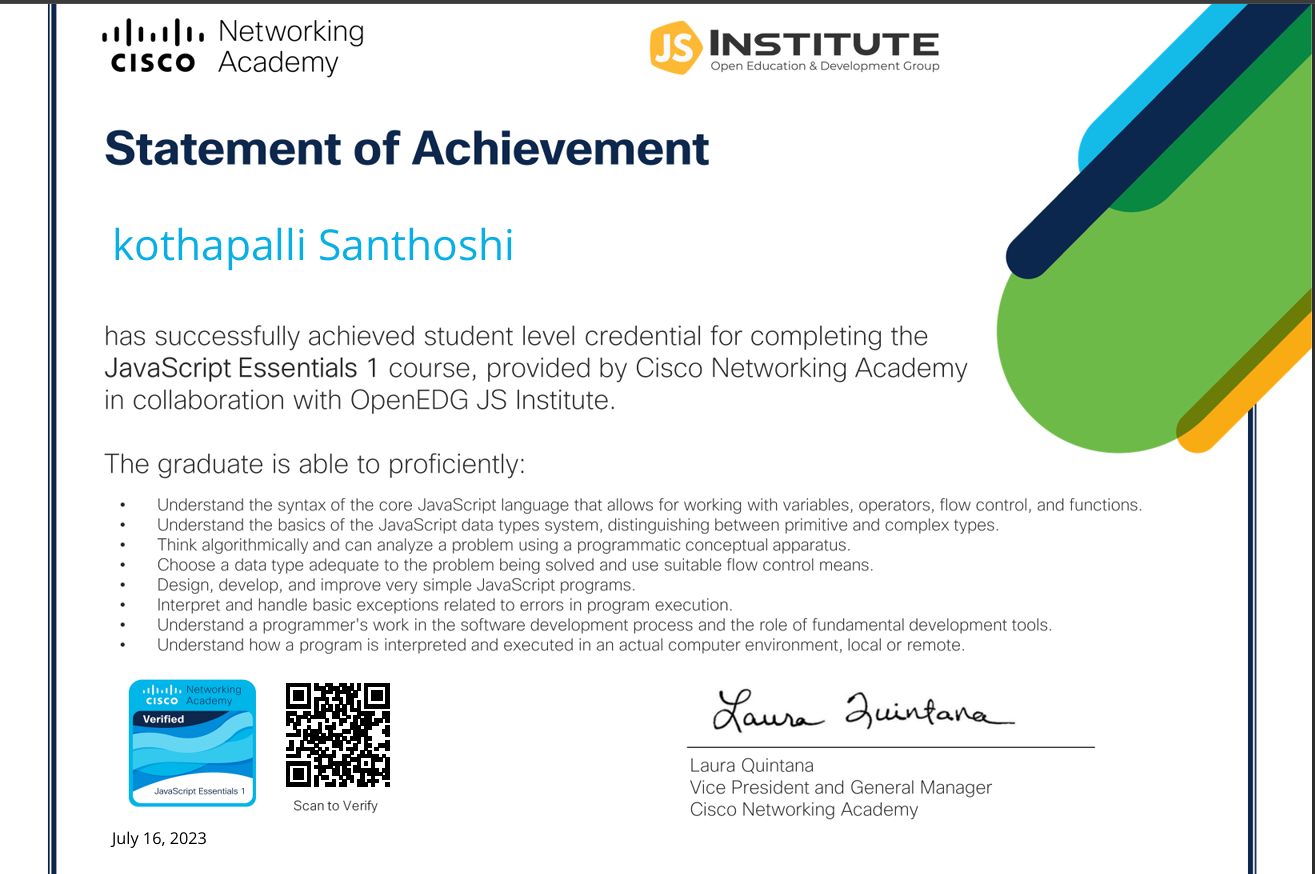 Networking
CISCO Academy
JS INSTITUTE
Open Education & Development Group
Statement of Achievement
kothapalli Santhoshi
has successfully achieved student level credential for completing the
JavaScript Essentials 1 course, provided by Cisco Networking Academy
in collaboration with OpenEDG JS Institute.
The graduate is able to proficiently:
• Understand the syntax of the core JavaScript language that allows for working with variables, operators, flow control, and functions.
• Understand the basics of the JavaScript data types system, distinguishing between primitive and complex types.
• Think algorithmically and can analyze a problem using a programmatic conceptual apparatus.
• Choose a data type adequate to the problem being solved and use suitable flow control means.
• Design, develop, and improve very simple JavaScript programs.
• Interpret and handle basic exceptions related to errors in program execution.
• Understand a programmer's work in the software development process and the role of fundamental development tools.
• Understand how a program is interpreted and executed in an actual computer environment, local or remote.
Networking
CISCO Academy
Verified
JavaScript Essentials 1
Scan to Verify
July 16, 2023
Laura Quintana
Laura Quintana
Vice President and General Manager
Cisco Networking Academy